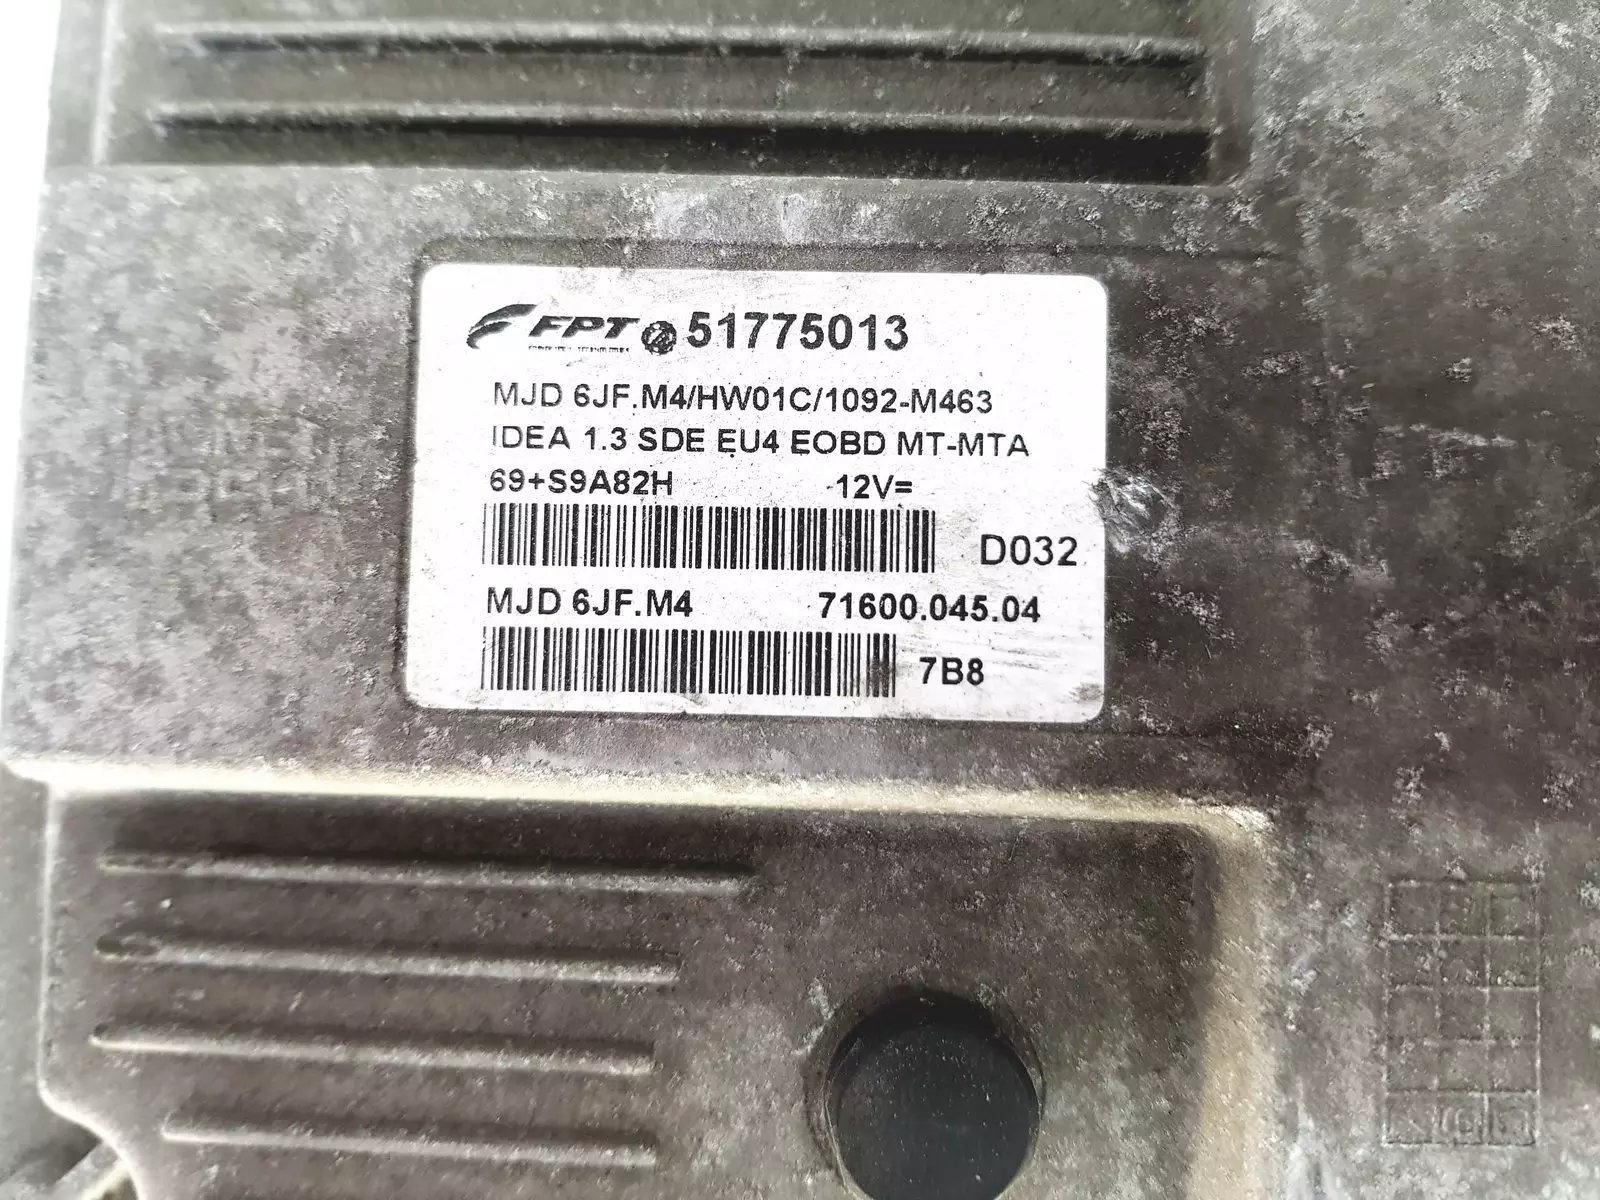 FPT 51775013
MJD 6JF.M4/HW01C/1092-M463
IDEA 1.3 SDE EU4 EOBD MT-MTA
69+S9A82H 12V=
D032
MJD 6JF.M4 71600.045.04
7B8